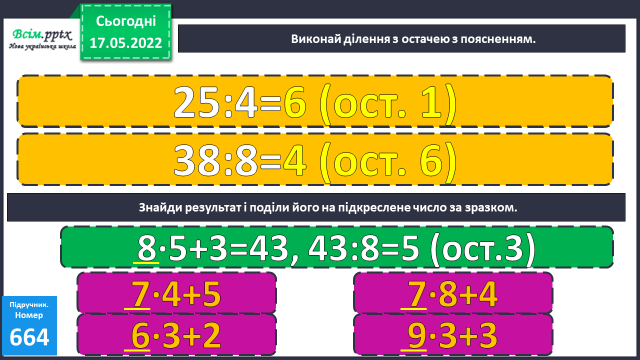 Всім.pptx
Нова українська школа
Сьогодні
17.05.2022
Виконай ділення з остачею з поясненням.
25:4=6 (ост. 1)
38:8=4 (ост. 6)
Знайди результат і поділи його на підкреслене число за зразком.
8·5+3=43, 43:8=5 (ост.3)
7·4+5
7·8+4
6·3+2
9·3+3
Підручник.
Номер
664